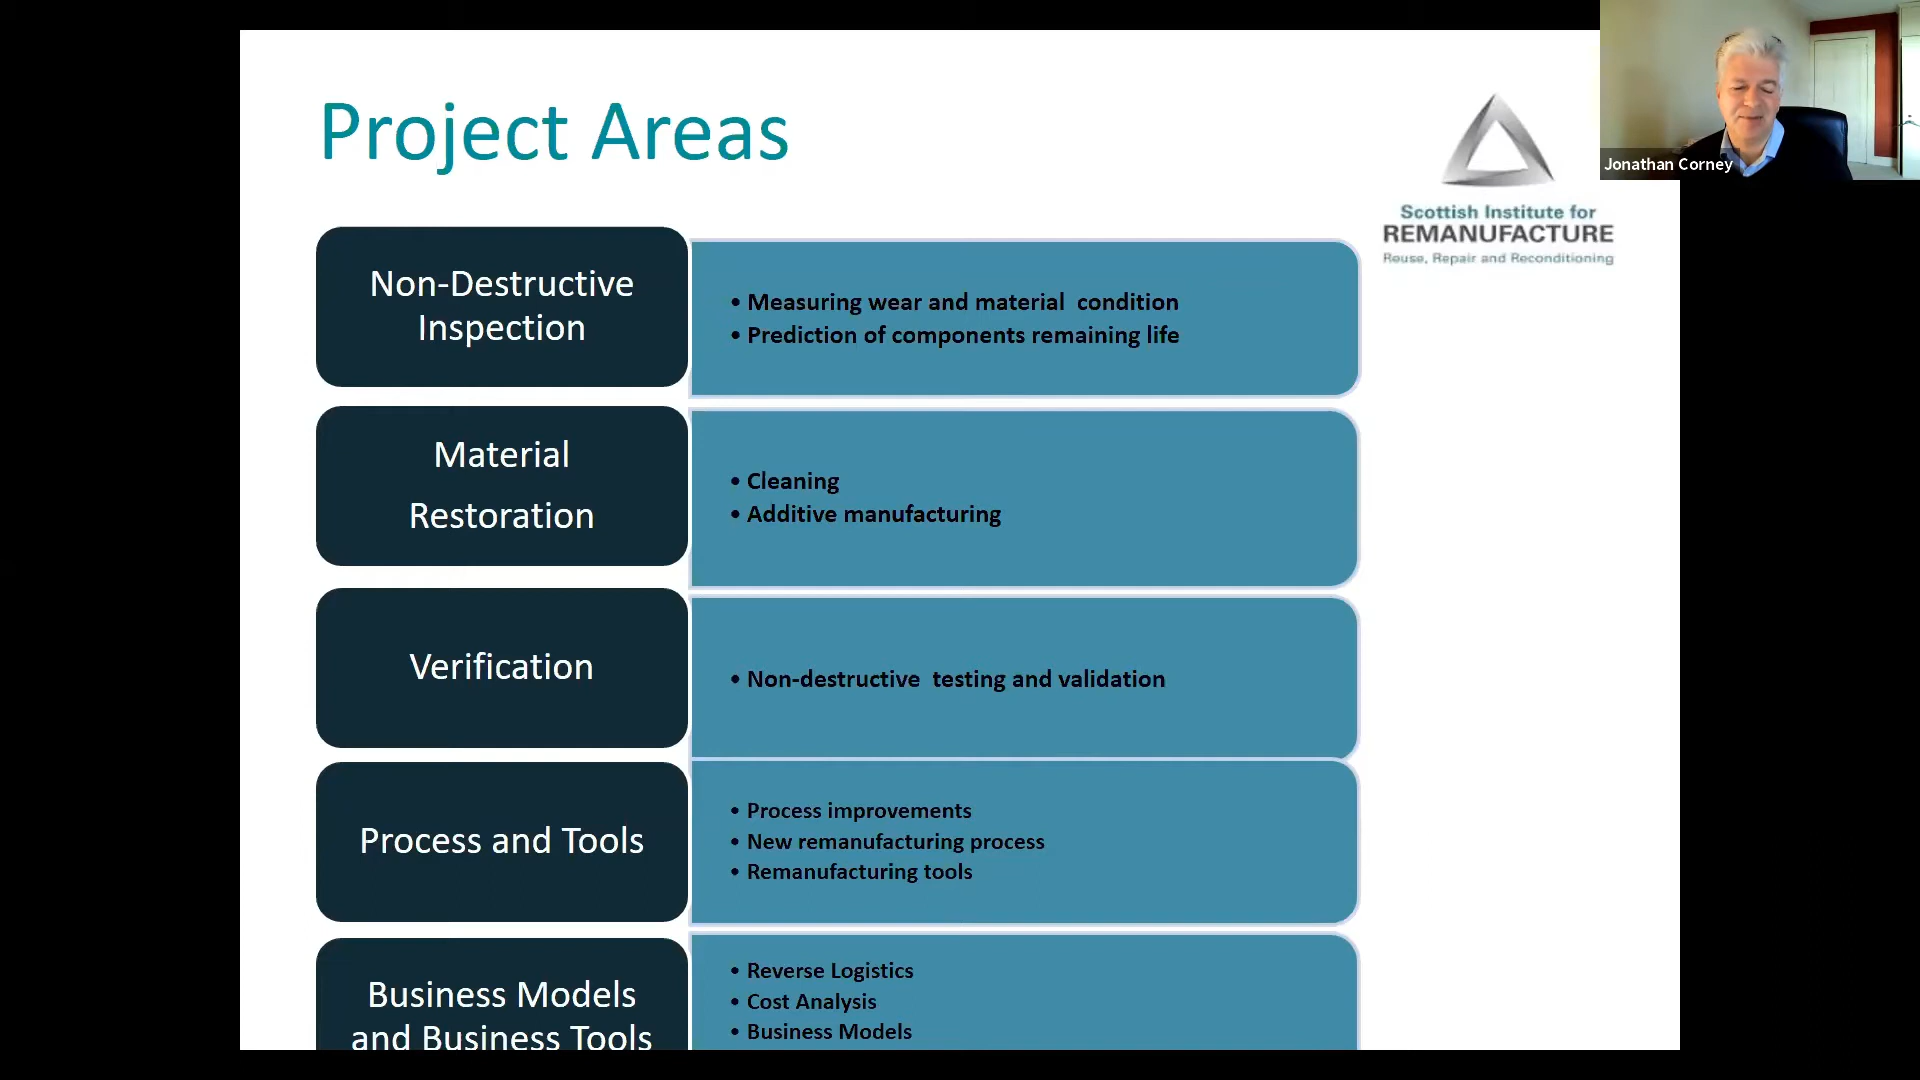 Project Areas
Jonathan Corney
Scottish Institute for
REMANUFACTURE
Reuse, Repair and Reconditioning
Non-Destructive
Inspection
• Measuring wear and material condition
• Prediction of components remaining life
Material
Restoration
• Cleaning
• Additive manufacturing
Verification
• Non-destructive testing and validation
Process and Tools
• Process improvements
• New remanufacturing process
• Remanufacturing tools
Business Models
and Business Tools
• Reverse Logistics
• Cost Analysis
• Business Models